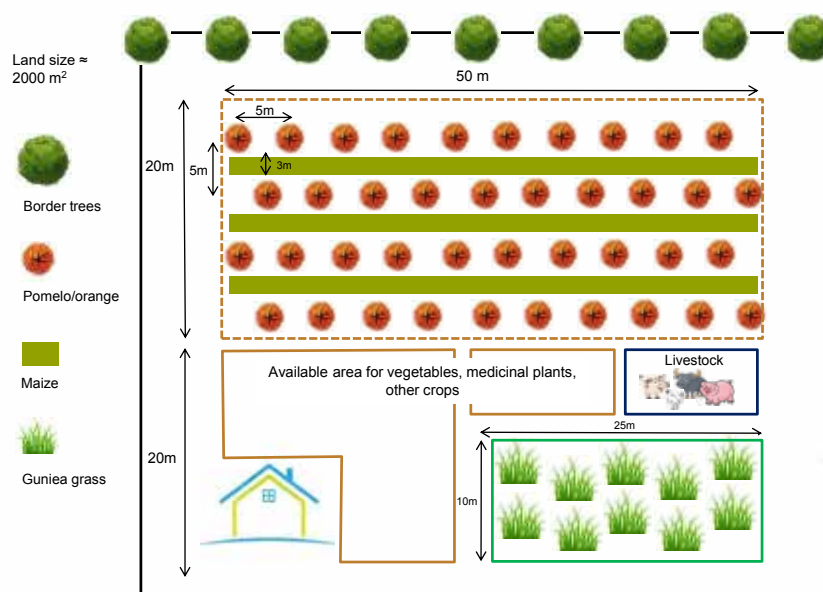 Land size ≈
2000 m²
50 m
5m
20m
5m
3m
Border trees
Pomelo/orange
Maize
Guniea grass
Available area for vegetables, medicinal plants,
other crops
Livestock
20m
25m
10m